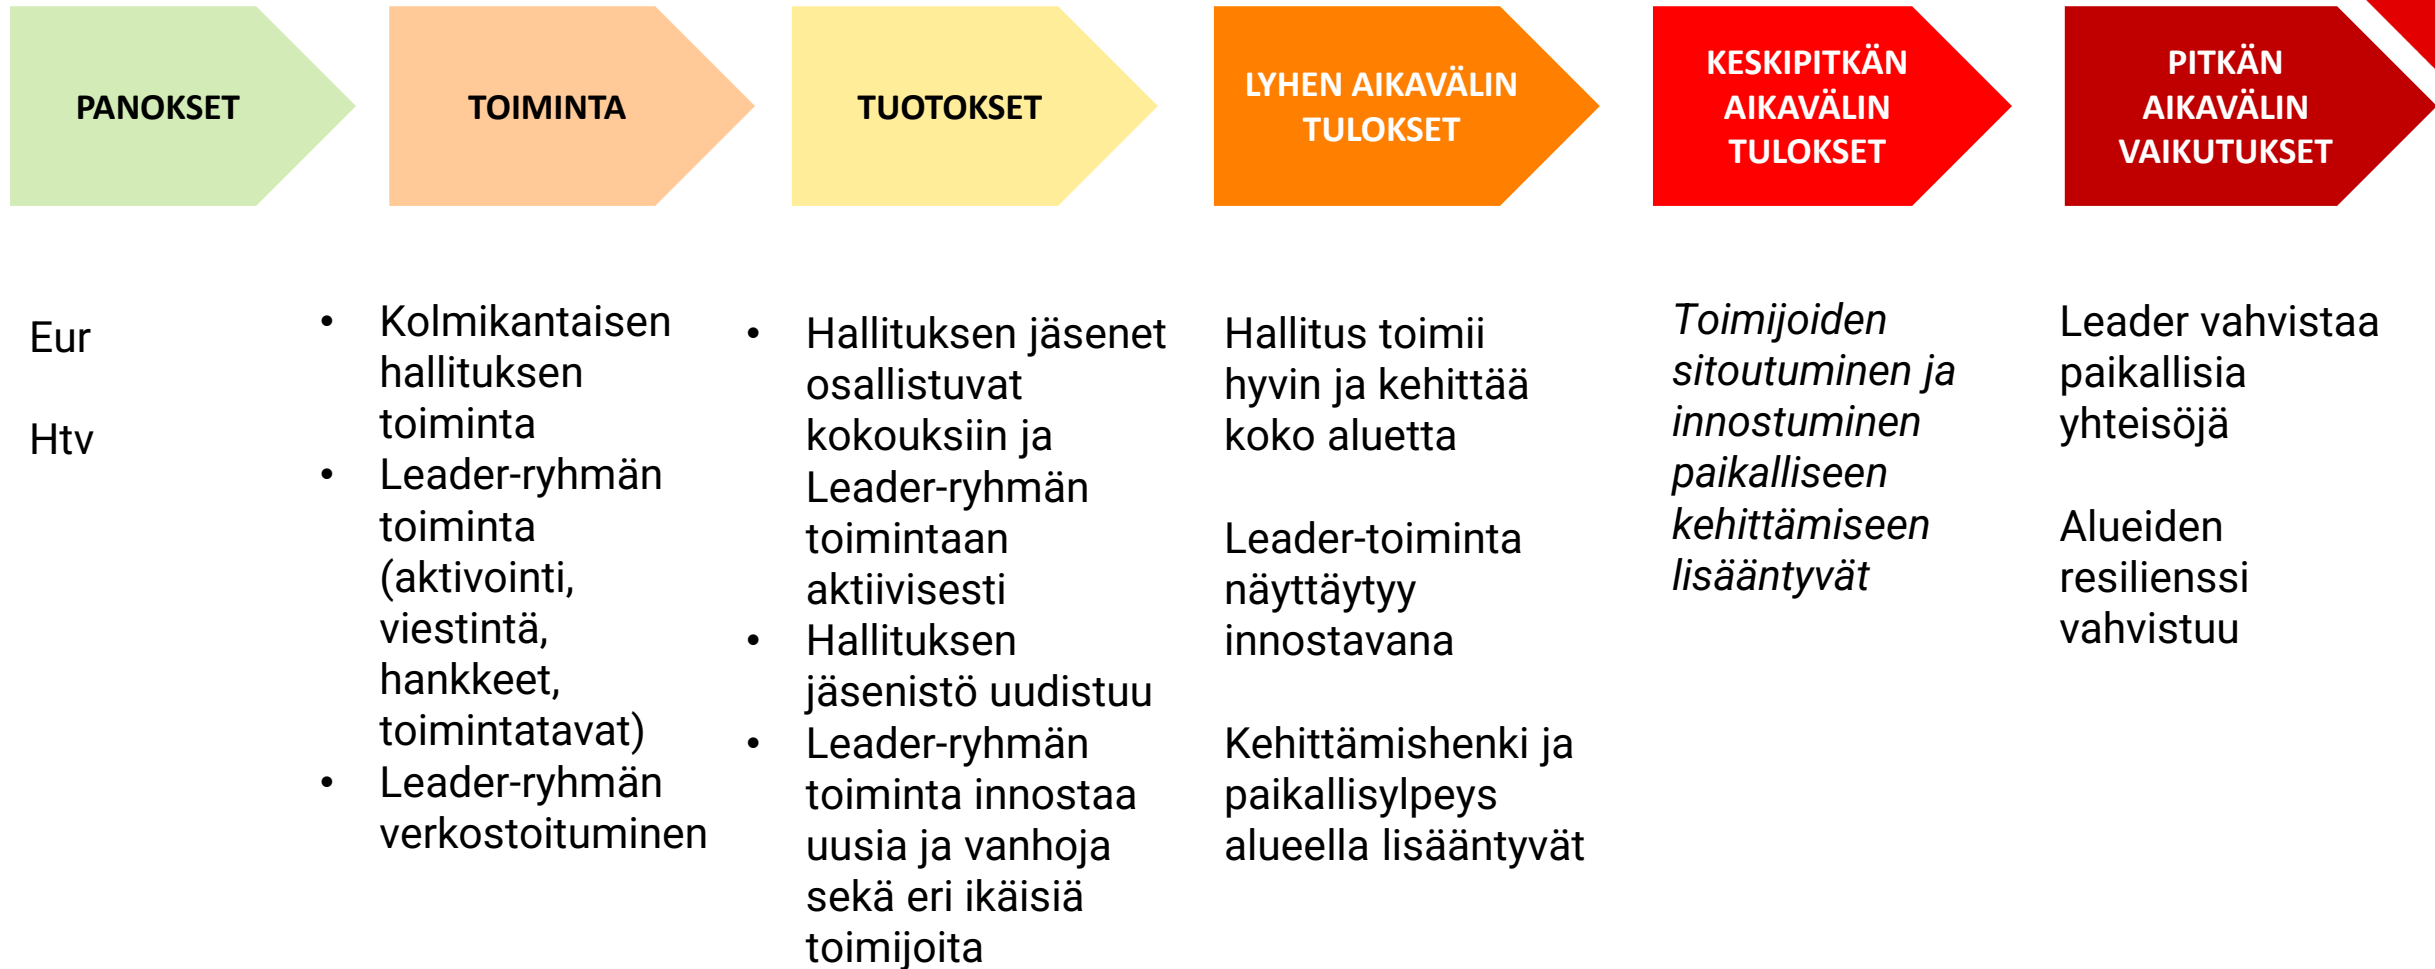 PANOKSET
TOIMINTA
TUOTOKSET
LYHEN AIKAVÄLIN
TULOKSET
KESKIPITKÄN
AIKAVÄLIN
TULOKSET
PITKÄN
AIKAVÄLIN
VAIKUTUKSET
Eur
Htv
• Kolmikantaisen
hallituksen
toiminta
• Leader-ryhmän
toiminta
(aktivointi,
viestintä,
hankkeet,
toimintatavat)
• Leader-ryhmän
verkostoituminen
• Hallituksen jäsenet
osallistuvat
kokouksiin ja
Leader-ryhmän
toimintaan
aktiivisesti
• Hallituksen
jäsenistö uudistuu
• Leader-ryhmän
toiminta innostaa
uusia ja vanhoja
sekä eri ikäisiä
toimijoita
Hallitus toimii
hyvin ja kehittää
koko aluetta
Leader-toiminta
näyttäytyy
innostavana
Kehittämishenki ja
paikallisylpeys
alueella lisääntyvät
Toimijoiden
sitoutuminen ja
innostuminen
paikalliseen
kehittämiseen
lisääntyvät
Leader vahvistaa
paikallisia
yhteisöjä
Alueiden
resilienssi
vahvistuu